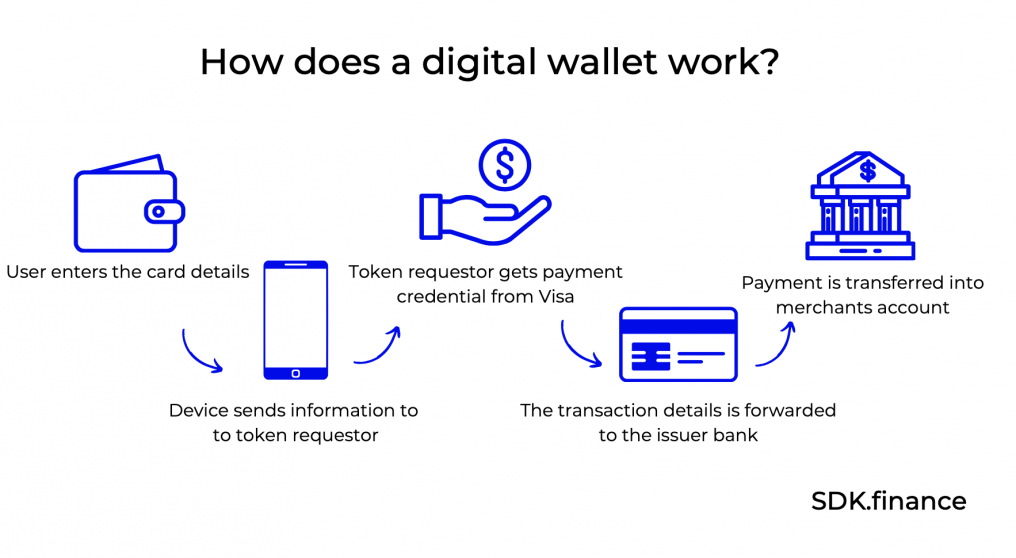 How does a digital wallet work?
User enters the card details
Device sends information to
to token requestor
Token requestor gets payment
credential from Visa
The transaction details is forwarded
to the issuer bank
Payment is transferred into
merchants account
SDK.finance